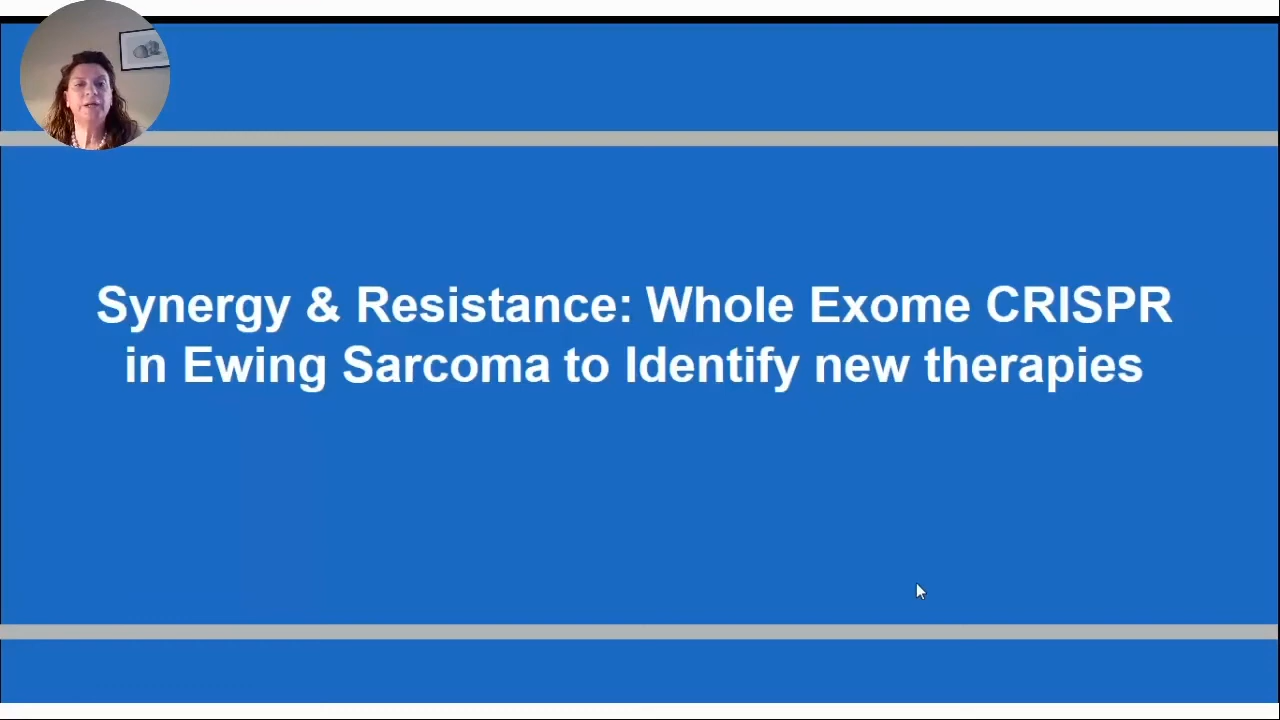 Synergy & Resistance: Whole Exome CRISPR
in Ewing Sarcoma to Identify new therapies